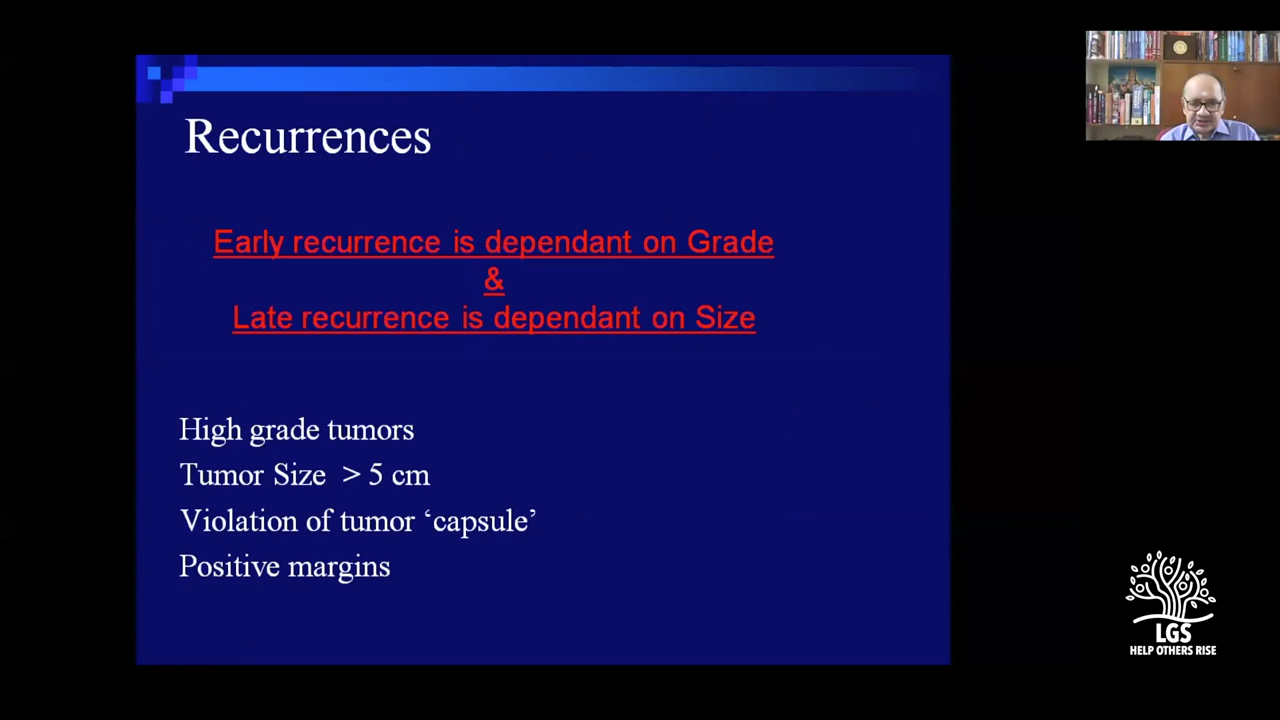 Recurrences
Early recurrence is dependant on Grade
&
Late recurrence is dependant on Size
High grade tumors
Tumor Size > 5 cm
Violation of tumor ‘capsule’
Positive margins
LGS
HELP OTHERS RISE